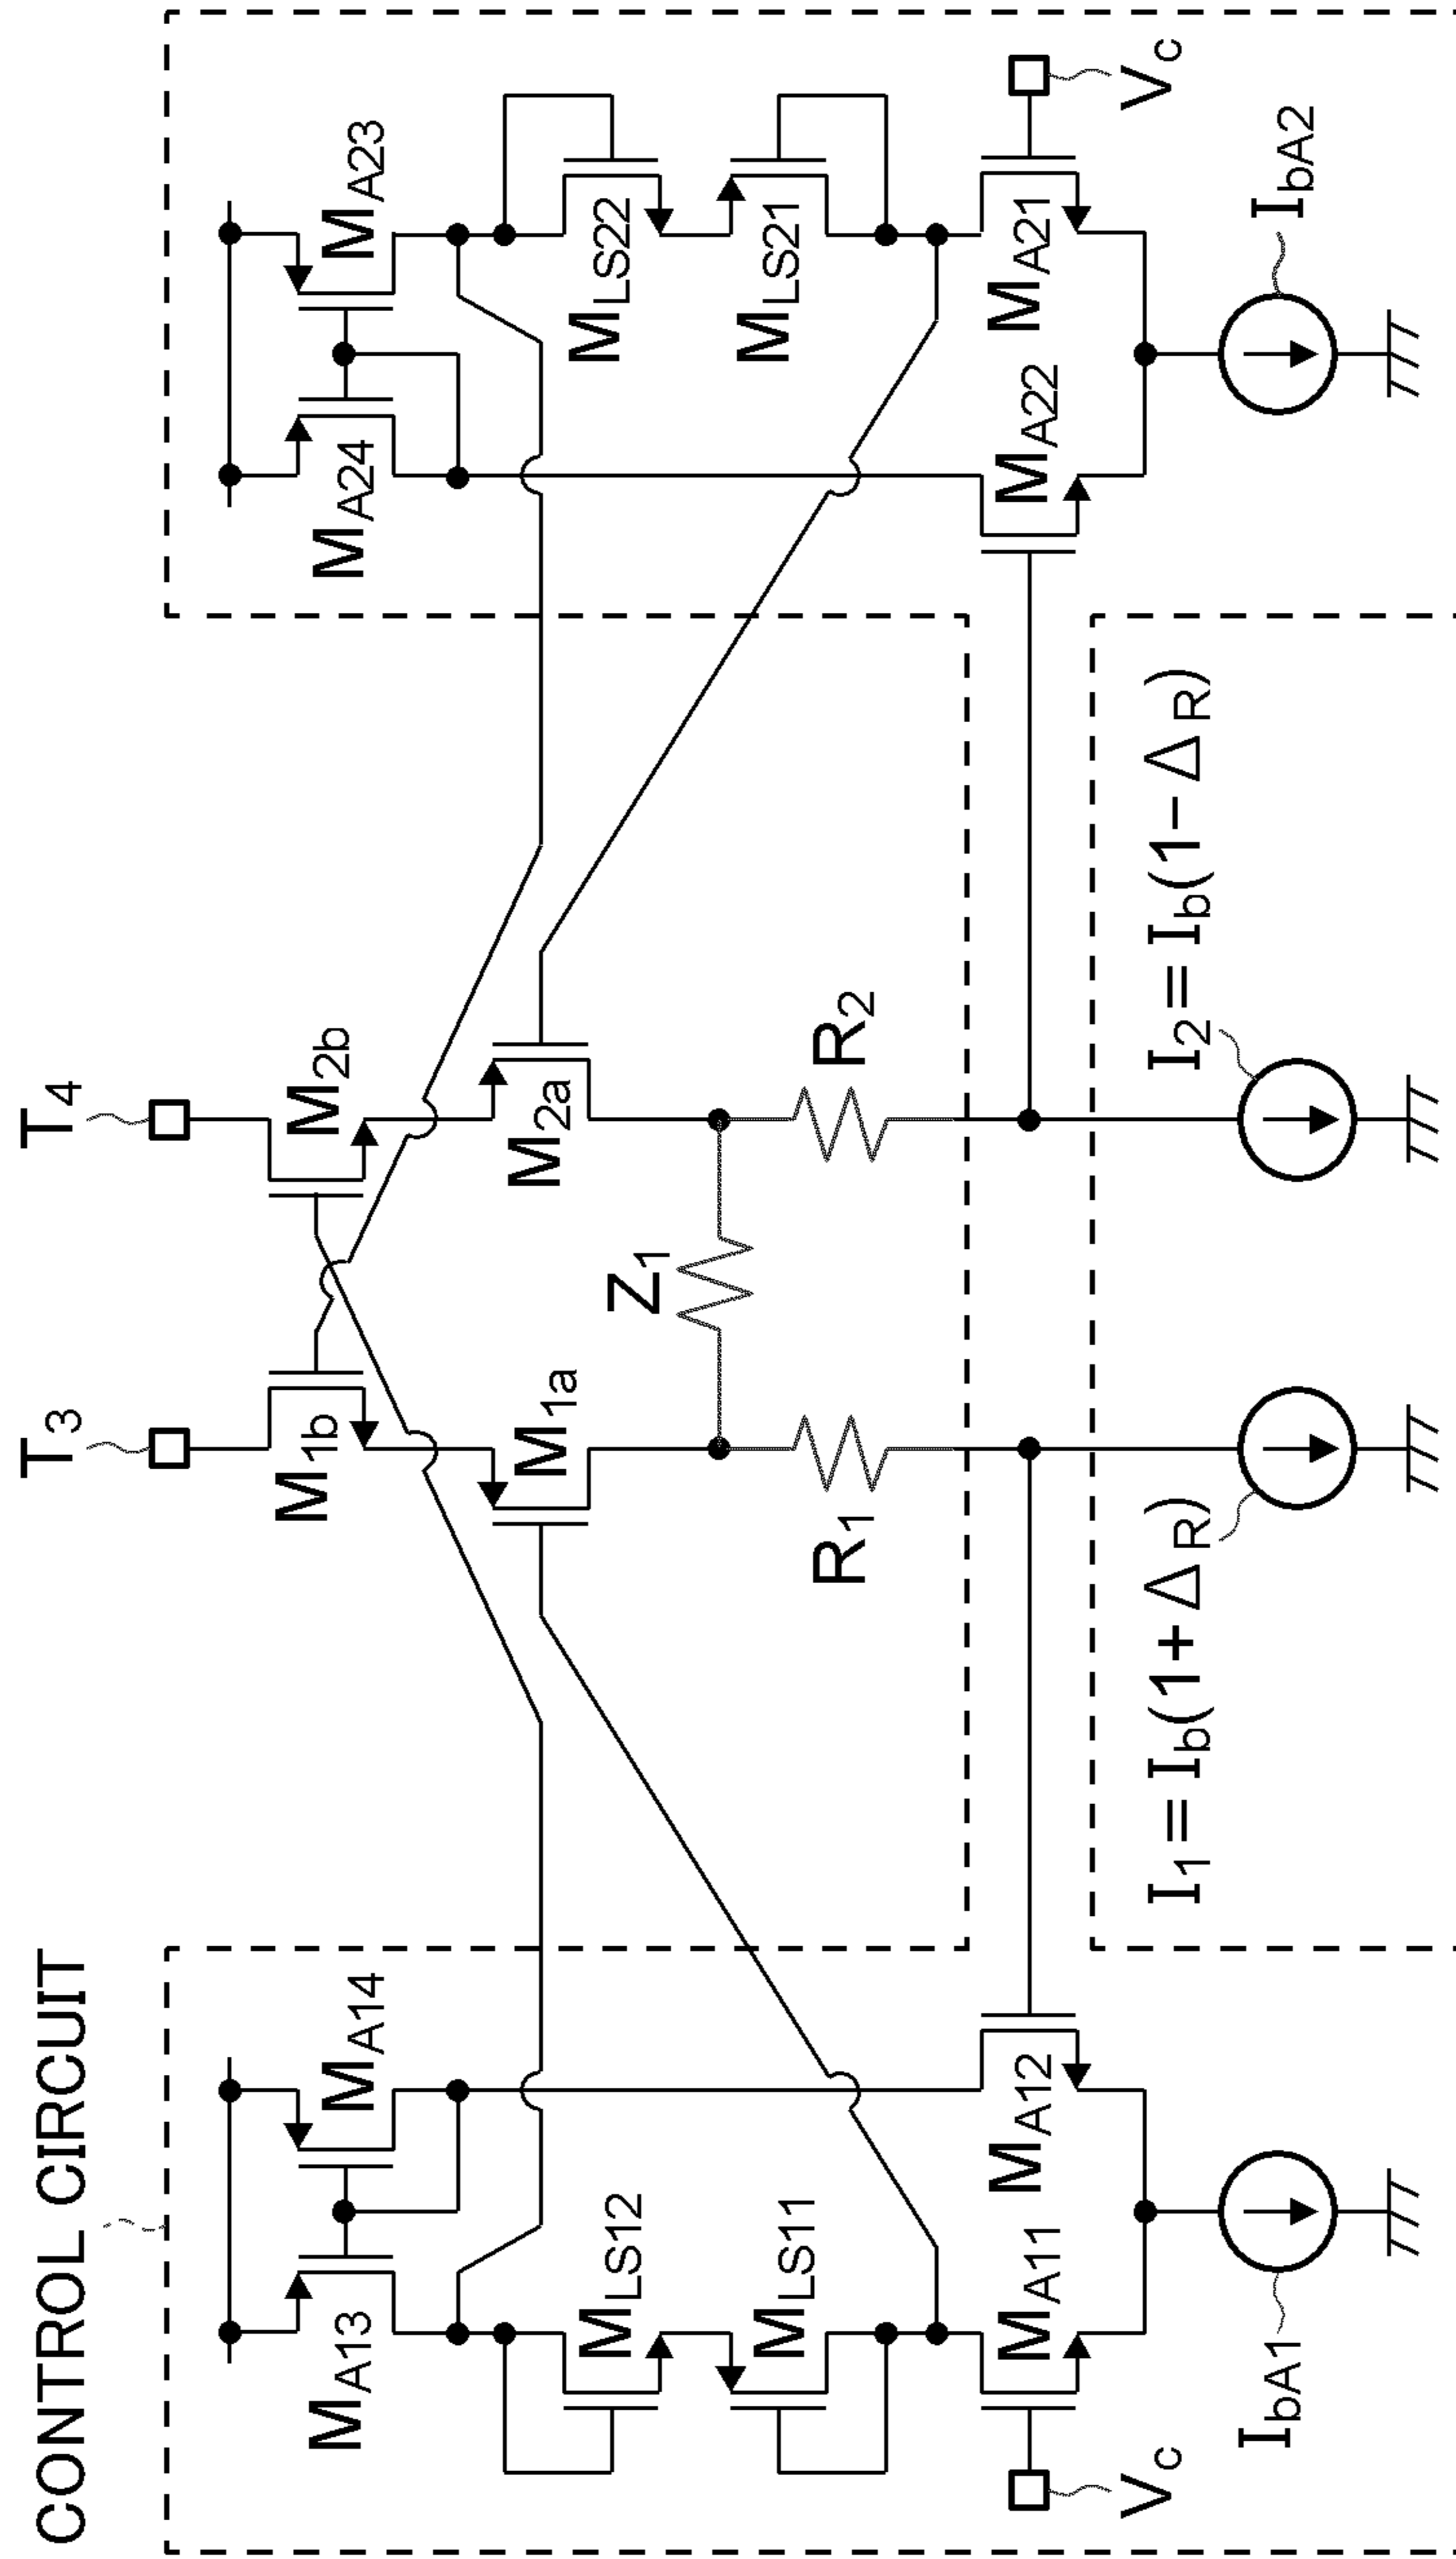 CONTROL CIRCUIT
T3
T4
MA13
MA14
M1b
M2b
MA24
MA23
MLS12
M1a
M2a
MLS22
Z1
MLS11
R1
R2
MLS21
MA11
MA12
MA22
MA21
Vc
I1=Ib(1+ΔR)
I2=Ib(1-ΔR)
Vc
IbA1
IbA2